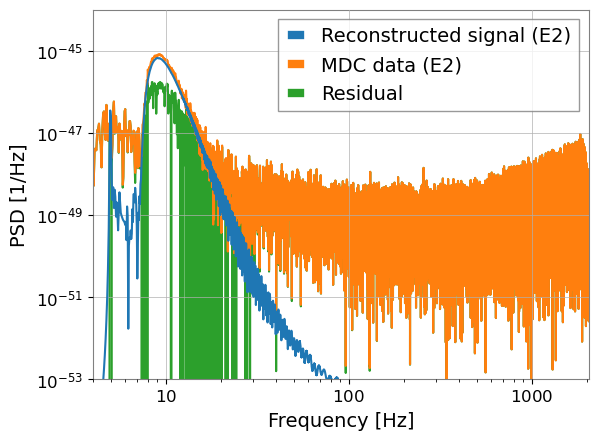 Reconstructed signal (E2)
MDC data (E2)
Residual
PSD [1/Hz]
10⁻⁴⁵
10⁻⁴⁷
10⁻⁴⁹
10⁻⁵¹
10⁻⁵³
10 100 1000
Frequency [Hz]